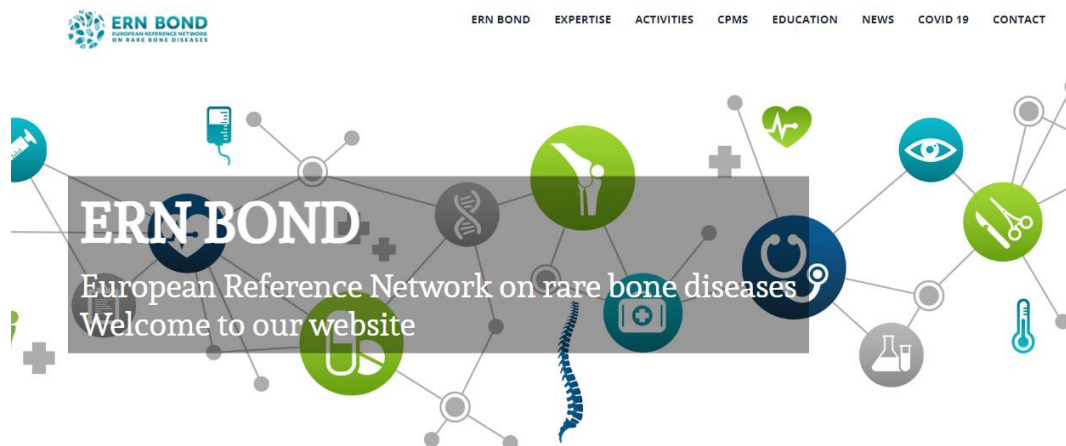 ERN BOND
EUROPEAN REFERENCE NETWORK
ON RARE BONE DISEASES
ERN BOND EXPERTISE ACTIVITIES CPMS EDUCATION NEWS COVID 19 CONTACT
ERN BOND
European Reference Network on rare bone diseases
Welcome to our website